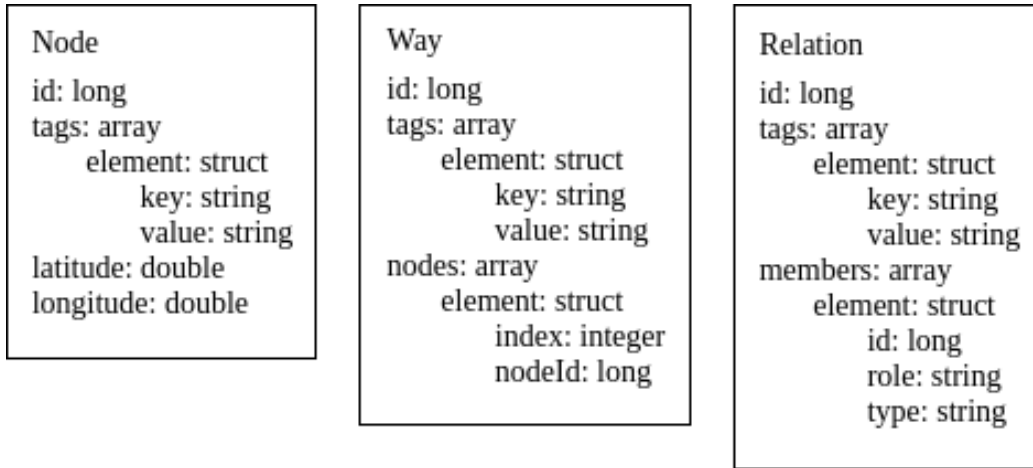 Node
id: long
tags: array
element: struct
key: string
value: string
latitude: double
longitude: double
Way
id: long
tags: array
element: struct
key: string
value: string
nodes: array
element: struct
index: integer
nodeId: long
Relation
id: long
tags: array
element: struct
key: string
value: string
members: array
element: struct
id: long
role: string
type: string